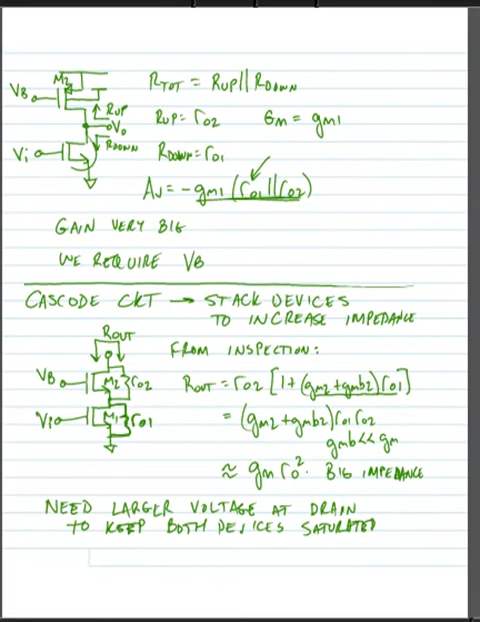 M2
VB
RTOT = RUP||RDOWN
RUP
Vo
RUP = ro2 Gm = gm1
RDOWN
Vi
RDOWN = ro1
Av = -gm1 (ro1||ro2)
GAIN VERY BIG
WE REQUIRE VB
CASCODE CKT → STACK DEVICES
TO INCREASE IMPEDANCE
ROUT
FROM INSPECTION:
VB M2 ro2
ROUT = ro2 [1+(gm2+gmb2)ro1]
Vi M1 ro1
= (gm2+gmb2)ro1 ro2
gmb << gm
≈ gm ro². BIG IMPEDANCE
NEED LARGER VOLTAGE AT DRAIN
TO KEEP BOTH DEVICES SATURATED